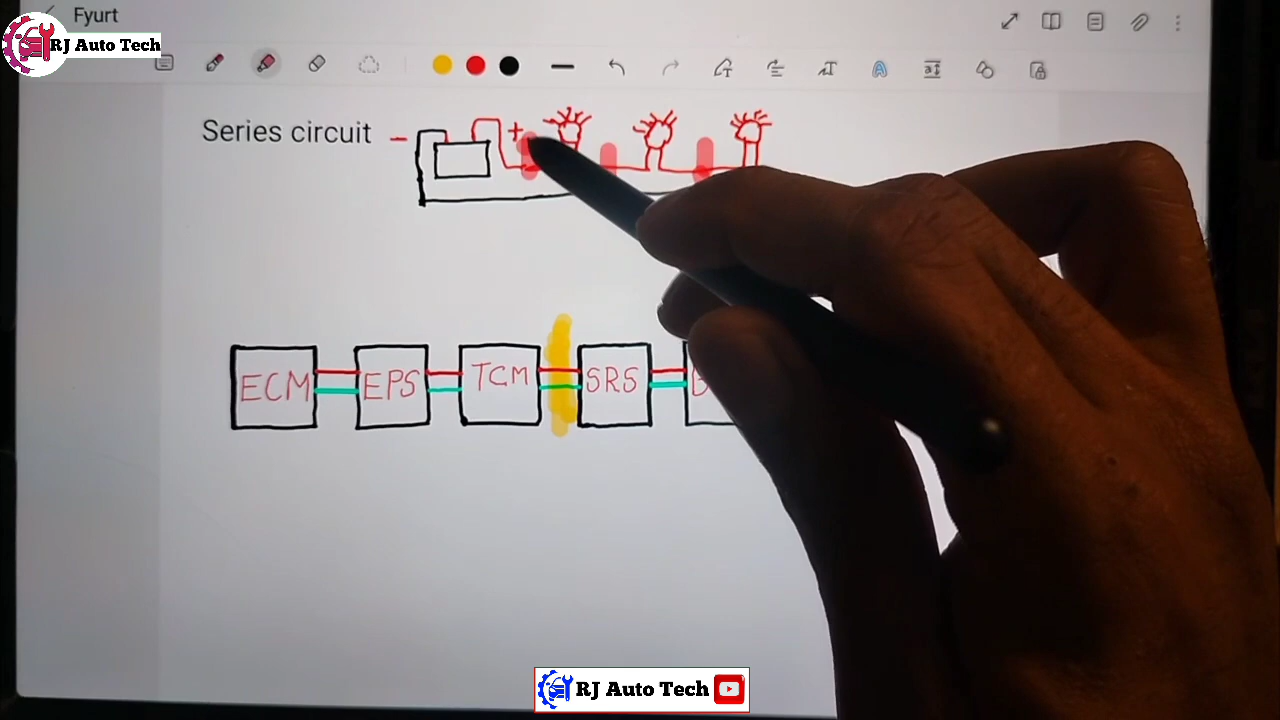 Fyurt
RJ Auto Tech
Series circuit - +
ECM EPS TCM SRS
RJ Auto Tech